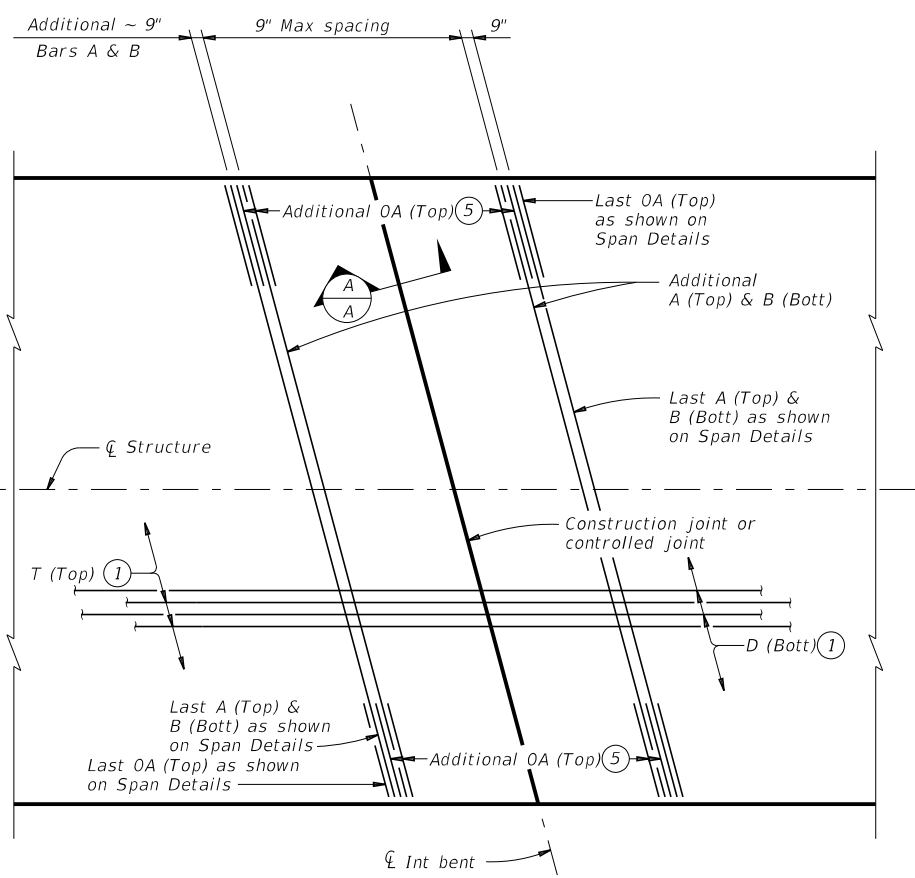 Additional ~ 9"
Bars A & B
9" Max spacing
9"
Additional OA (Top) 5
Last OA (Top)
as shown on
Span Details
A
A
Additional
A (Top) & B (Bott)
Last A (Top) &
B (Bott) as shown
on Span Details
℄ Structure
Construction joint or
controlled joint
T (Top) 1
D (Bott) 1
Last A (Top) &
B (Bott) as shown
on Span Details
Last OA (Top) as shown
on Span Details
Additional OA (Top) 5
℄ Int bent